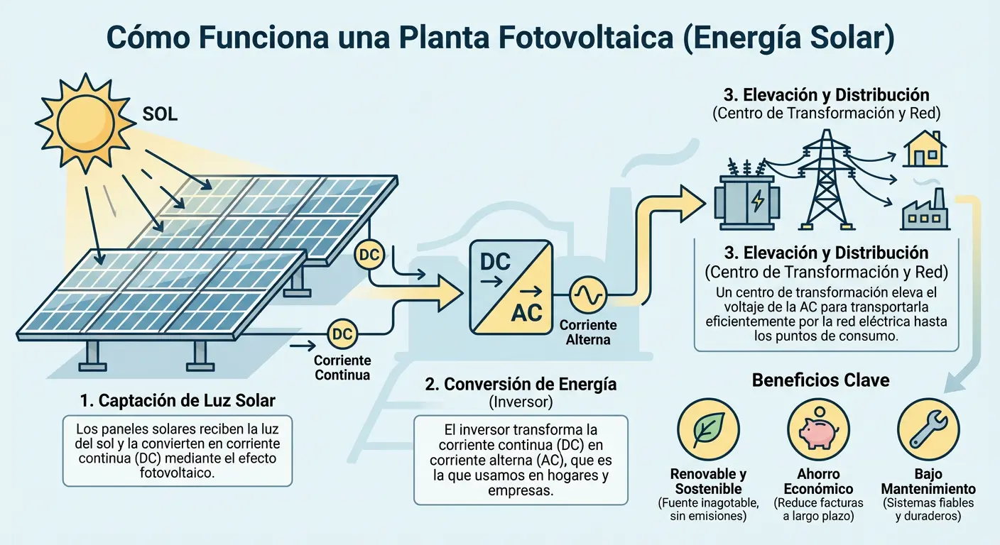 Cómo Funciona una Planta Fotovoltaica (Energía Solar)
SOL
DC
DC
Corriente
Continua
1. Captación de Luz Solar
Los paneles solares reciben la luz
del sol y la convierten en corriente
continua (DC) mediante el efecto
fotovoltaico.
DC
AC
Corriente
Alterna
2. Conversión de Energía
(Inversor)
El inversor transforma la
corriente continua (DC) en
corriente alterna (AC), que es
la que usamos en hogares y
empresas.
3. Elevación y Distribución
(Centro de Transformación y Red)
3. Elevación y Distribución
(Centro de Transformación y Red)
Un centro de transformación eleva el
voltaje de la AC para transportarla
eficientemente por la red eléctrica hasta
los puntos de consumo.
Beneficios Clave
Renovable y
Sostenible
(Fuente inagotable,
sin emisiones)
Ahorro
Económico
(Reduce facturas
a largo plazo)
Bajo
Mantenimiento
(Sistemas fiables
y duraderos)